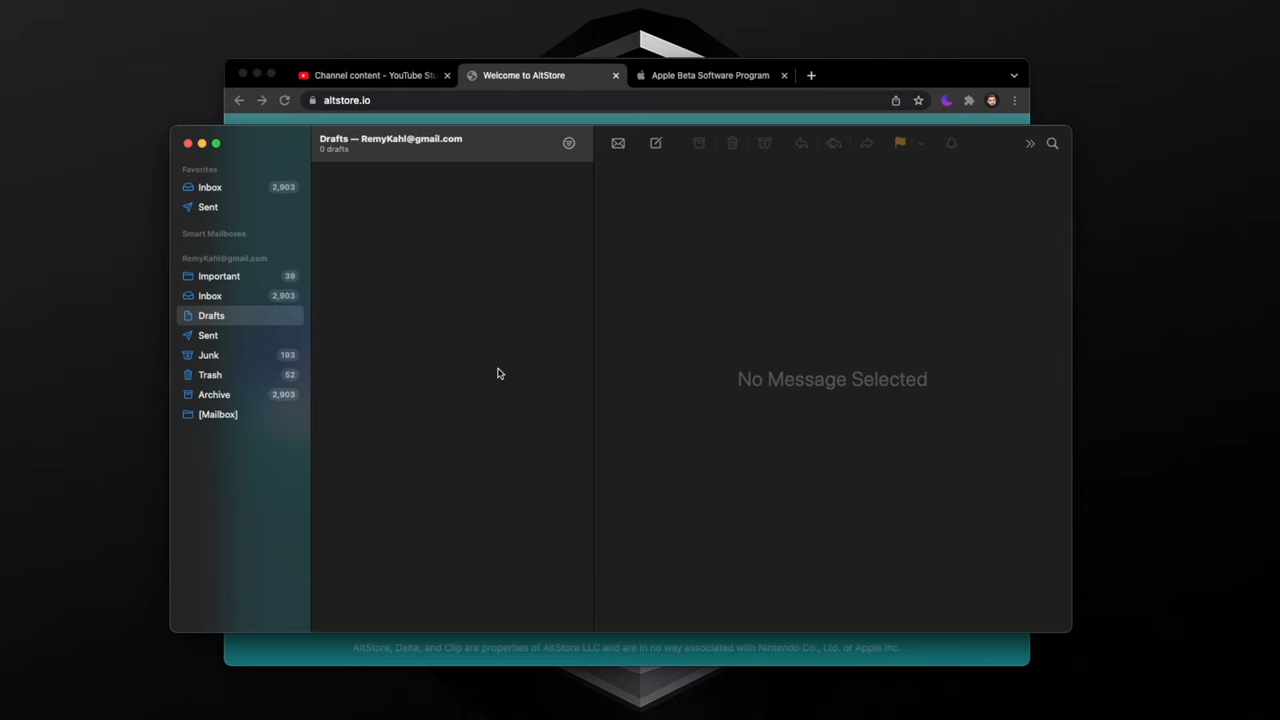 Channel content - YouTube Stu
Welcome to AltStore
Apple Beta Software Program
altstore.io
Favorites
Inbox 2,903
Sent
Smart Mailboxes
RemyKahl@gmail.com
Important 39
Inbox 2,903
Drafts
Sent
Junk 193
Trash 52
Archive 2,903
[Mailbox]
Drafts — RemyKahl@gmail.com
0 drafts
No Message Selected
AltStore, Delta, and Clip are properties of AltStore LLC and are in no way associated with Nintendo Co., Ltd. or Apple Inc.